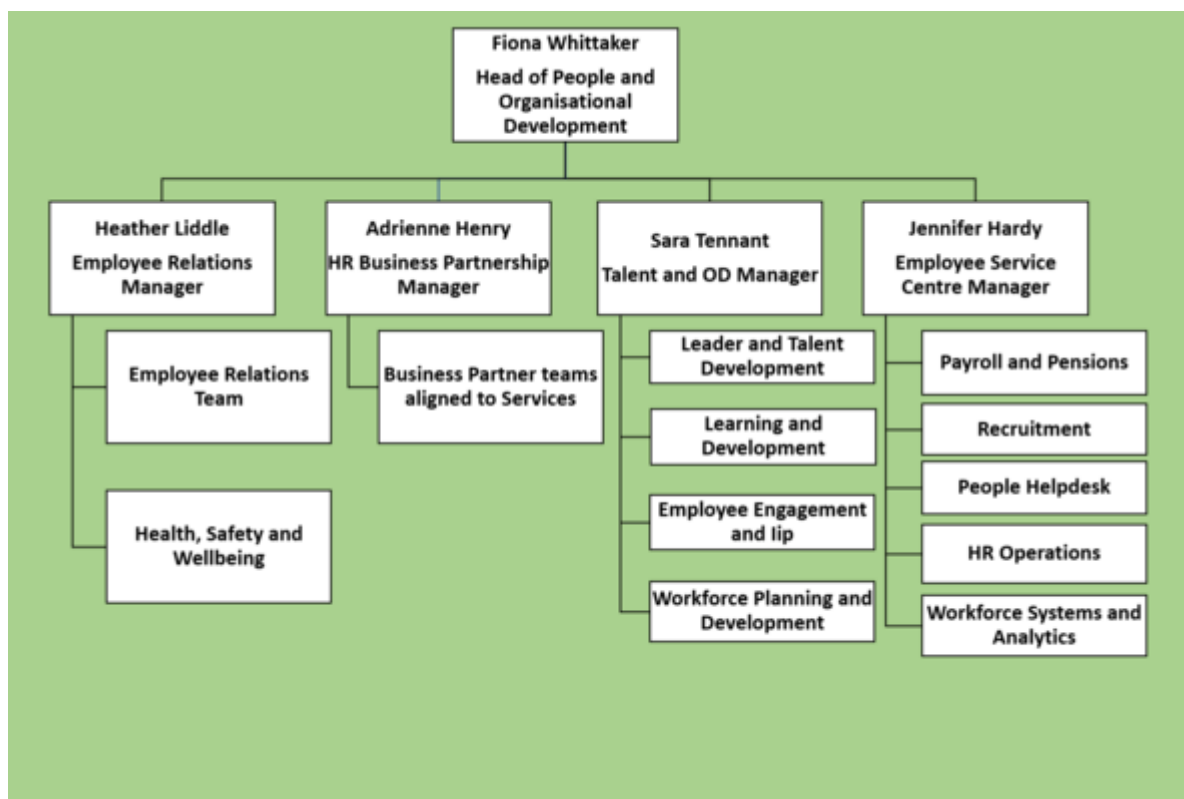 Fiona Whittaker
Head of People and
Organisational
Development
Heather Liddle
Employee Relations
Manager
Adrienne Henry
HR Business Partnership
Manager
Sara Tennant
Talent and OD Manager
Jennifer Hardy
Employee Service
Centre Manager
Employee Relations
Team
Health, Safety and
Wellbeing
Business Partner teams
aligned to Services
Leader and Talent
Development
Learning and
Development
Employee Engagement
and Iip
Workforce Planning and
Development
Payroll and Pensions
Recruitment
People Helpdesk
HR Operations
Workforce Systems and
Analytics